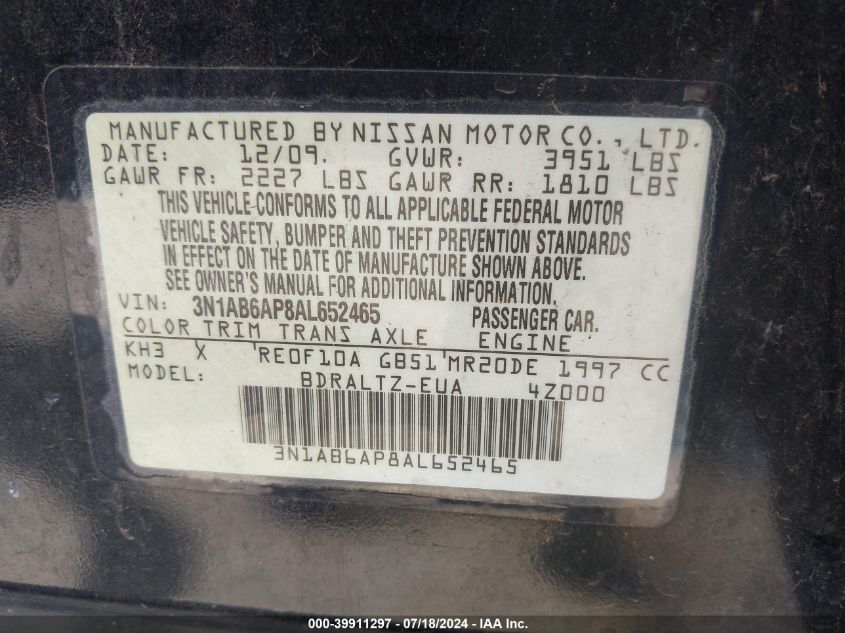 MANUFACTURED BY NISSAN MOTOR CO., LTD.
DATE: 12/09. GVWR: 3951 LBS
GAWR FR: 2227 LBS GAWR RR: 1810 LBS
THIS VEHICLE CONFORMS TO ALL APPLICABLE FEDERAL MOTOR
VEHICLE SAFETY, BUMPER AND THEFT PREVENTION STANDARDS
IN EFFECT ON THE DATE OF MANUFACTURE SHOWN ABOVE.
SEE OWNER'S MANUAL FOR ADDITIONAL INFORMATION.
VIN: 3N1AB6AP8AL652465 PASSENGER CAR.
COLOR TRIM TRANS AXLE ENGINE
KH3 X RE0F10A GB51 MR20DE 1997 CC
MODEL: BDRALTZ-EUA 4Z000
3N1AB6AP8AL652465
000-39911297 - 07/18/2024 - IAA Inc.